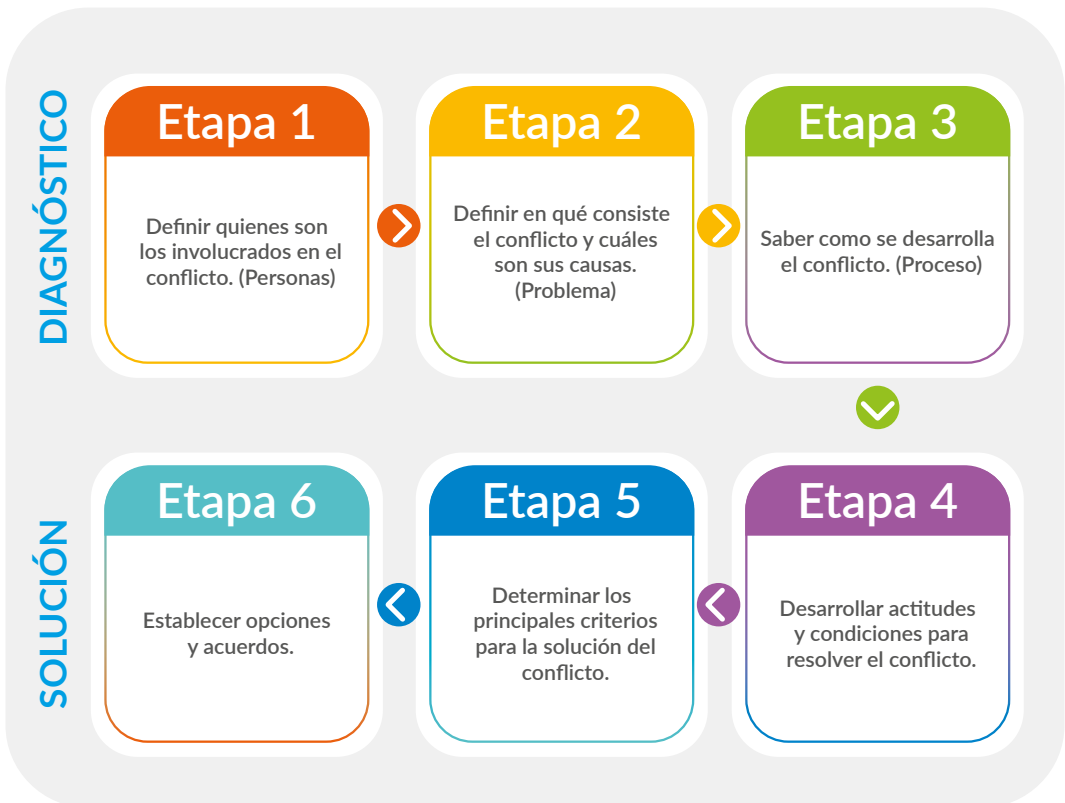 DIAGNÓSTICO
Etapa 1
Definir quienes son
los involucrados en el
conflicto. (Personas)
Etapa 2
Definir en qué consiste
el conflicto y cuáles
son sus causas.
(Problema)
Etapa 3
Saber como se desarrolla
el conflicto. (Proceso)
SOLUCIÓN
Etapa 4
Desarrollar actitudes
y condiciones para
resolver el conflicto.
Etapa 5
Determinar los
principales criterios
para la solución del
conflicto.
Etapa 6
Establecer opciones
y acuerdos.